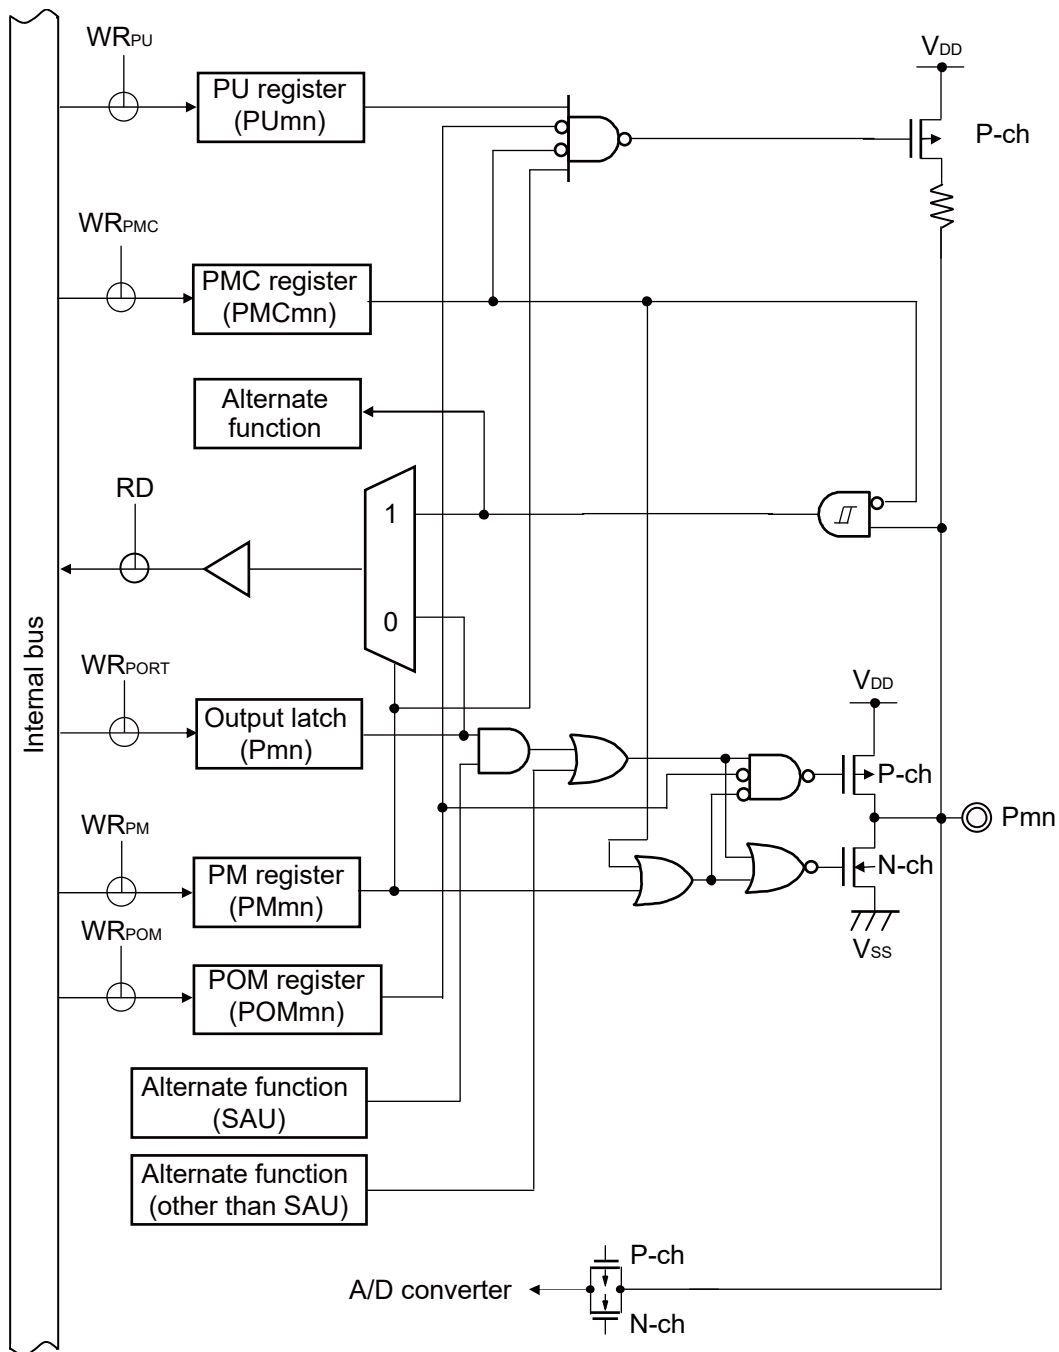 WRPU
PU register
(PUmn)
VDD
P-ch
WRPMC
PMC register
(PMCmn)
Alternate
function
RD
1
0
Internal bus
WRPORT
Output latch
(Pmn)
VDD
P-ch
Pmn
WRPM
PM register
(PMmn)
N-ch
VSS
WRPOM
POM register
(POMmn)
Alternate function
(SAU)
Alternate function
(other than SAU)
P-ch
A/D converter
N-ch